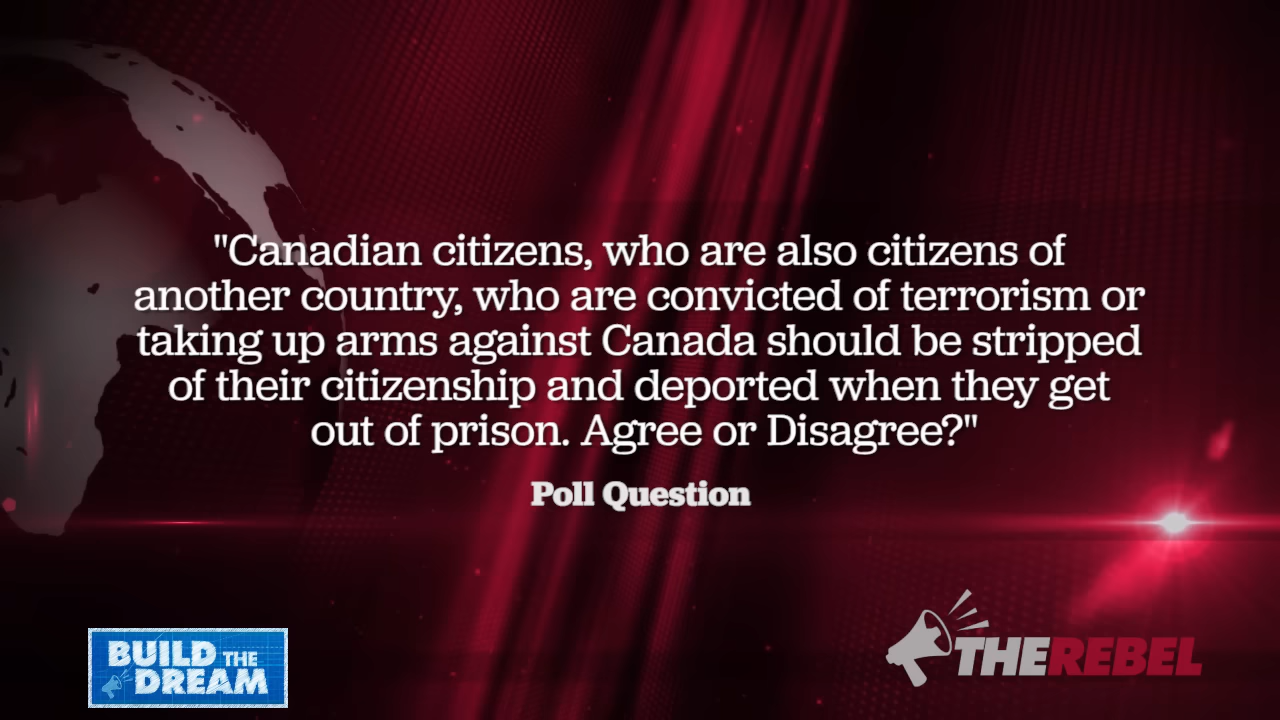 "Canadian citizens, who are also citizens of
another country, who are convicted of terrorism or
taking up arms against Canada should be stripped
of their citizenship and deported when they get
out of prison. Agree or Disagree?"
Poll Question
BUILD THE
DREAM
THEREBEL